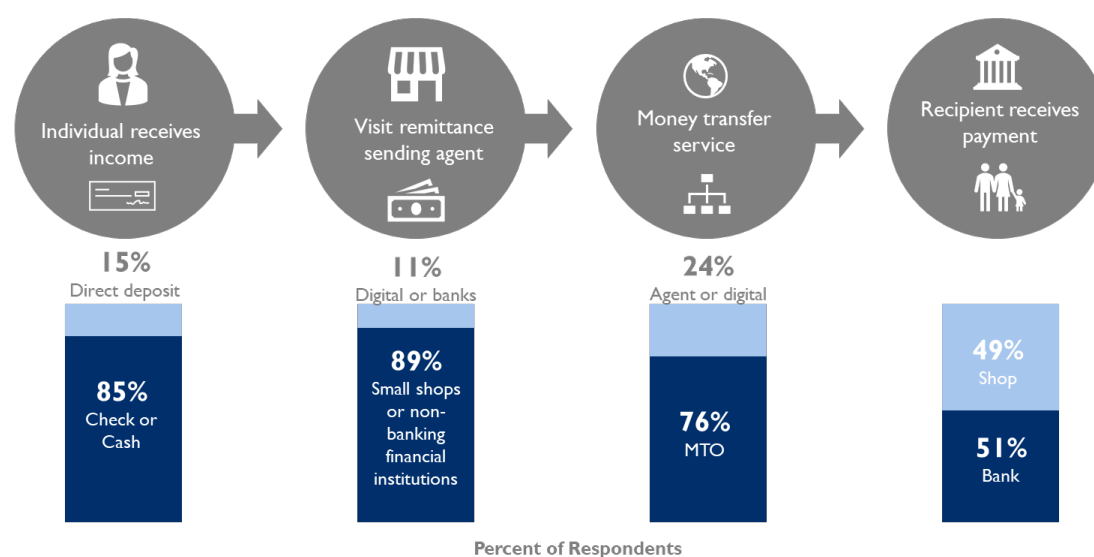 Individual receives
income
Visit remittance
sending agent
Money transfer
service
Recipient receives
payment
15%
Direct deposit
11%
Digital or banks
24%
Agent or digital
85%
Check or
Cash
89%
Small shops
or non-
banking
financial
institutions
76%
MTO
49%
Shop
51%
Bank
Percent of Respondents